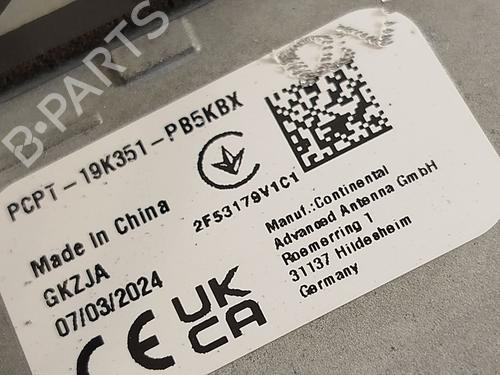 B·PARTS
PCPT-19K351-PB5KBX
2F53179V1C1
Made In China
GKZJA
07/03/2024
Manuf.:Continental
Advanced Antenna GmbH
Roemerring 1
31137 Hildesheim
Germany
CE
UK
CA